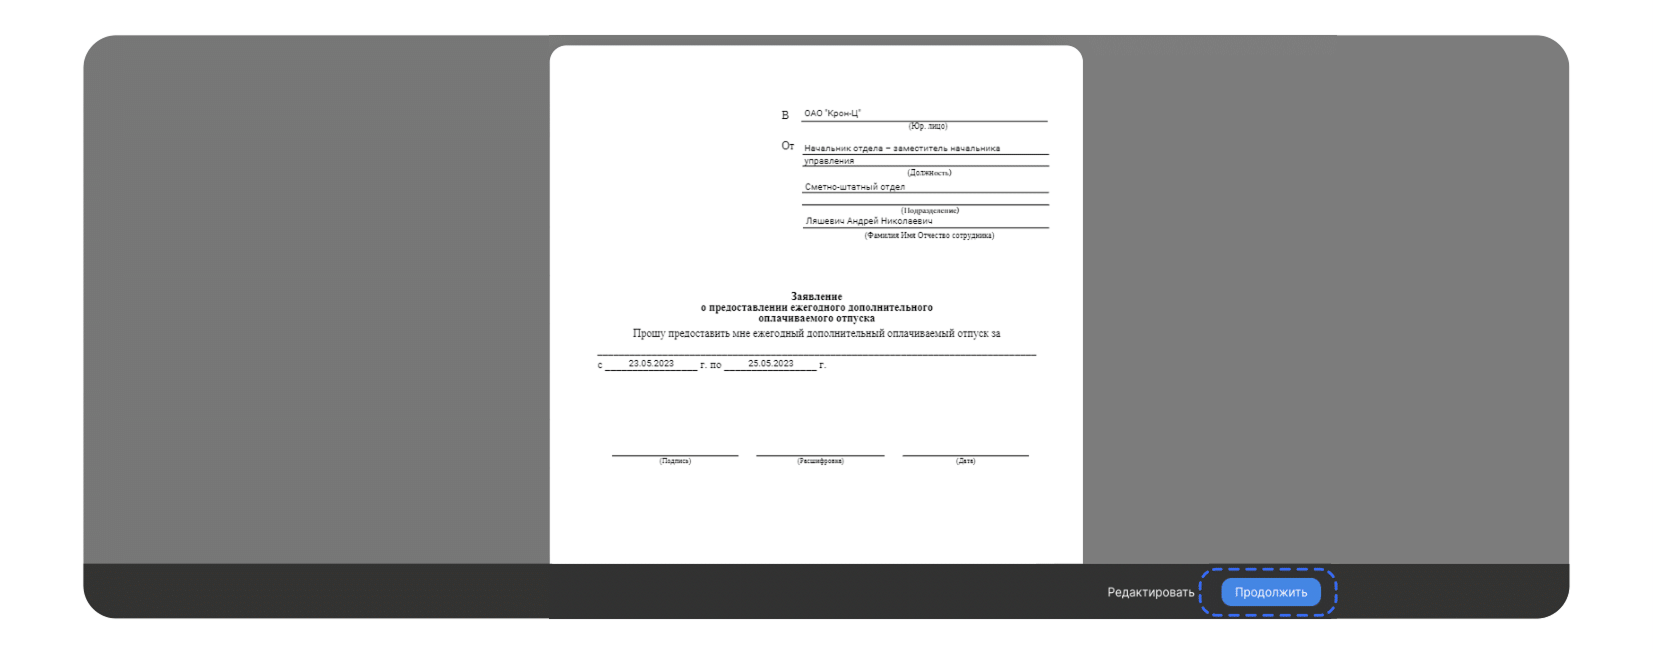 В ОАО "Крон-Ц"
(Юр. лицо)
От Начальник отдела – заместитель начальника
управления
(Должность)
Сметно-штатный отдел
(Подразделение)
Ляшевич Андрей Николаевич
(Фамилия Имя Отчество сотрудника)
Заявление
о предоставлении ежегодного дополнительного
оплачиваемого отпуска
Прошу предоставить мне ежегодный дополнительный оплачиваемый отпуск за
с 23.05.2023 г. по 25.05.2023 г.
(Подпись) (Расшифровка) (Дата)
Редактировать Продолжить